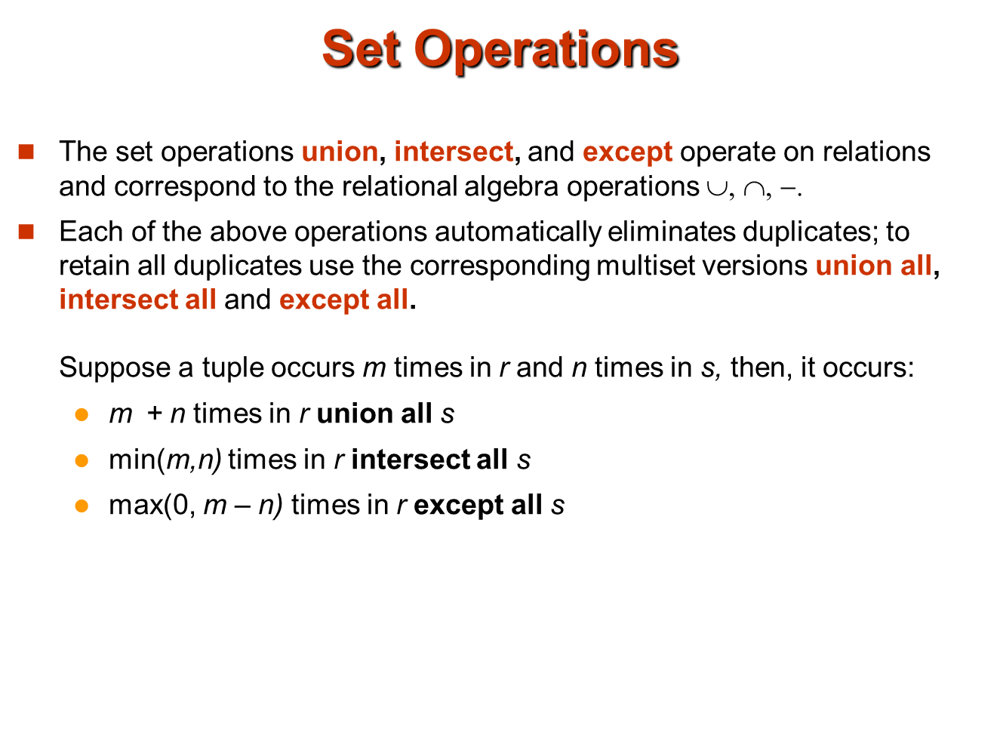 Set Operations
The set operations union, intersect, and except operate on relations
and correspond to the relational algebra operations ∪, ∩, −.
Each of the above operations automatically eliminates duplicates; to
retain all duplicates use the corresponding multiset versions union all,
intersect all and except all.
Suppose a tuple occurs m times in r and n times in s, then, it occurs:
m + n times in r union all s
min(m,n) times in r intersect all s
max(0, m – n) times in r except all s